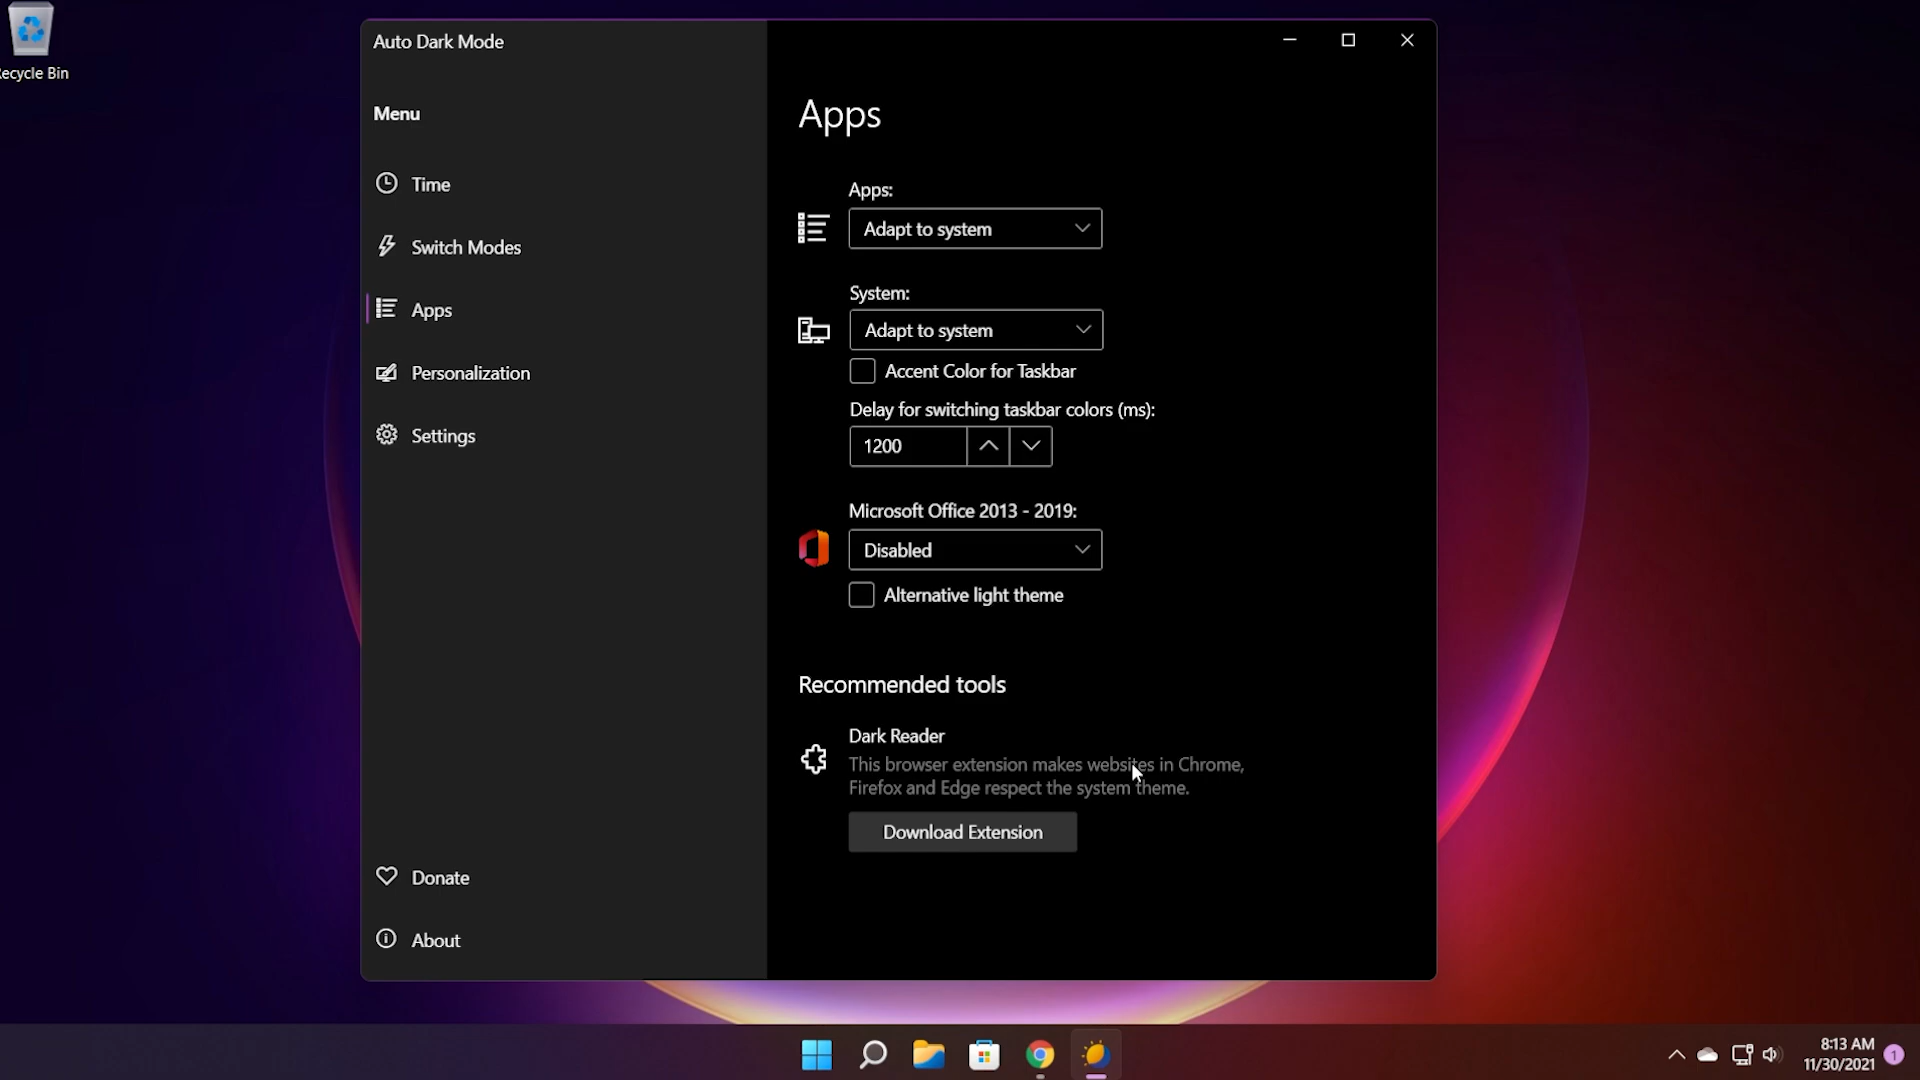 ecycle Bin
Auto Dark Mode
Menu
Time
Switch Modes
Apps
Personalization
Settings
Donate
About
Apps
Apps:
Adapt to system
System:
Adapt to system
Accent Color for Taskbar
Delay for switching taskbar colors (ms):
1200
Microsoft Office 2013 - 2019:
Disabled
Alternative light theme
Recommended tools
Dark Reader
This browser extension makes websites in Chrome,
Firefox and Edge respect the system theme.
Download Extension
8:13 AM
11/30/2021
1